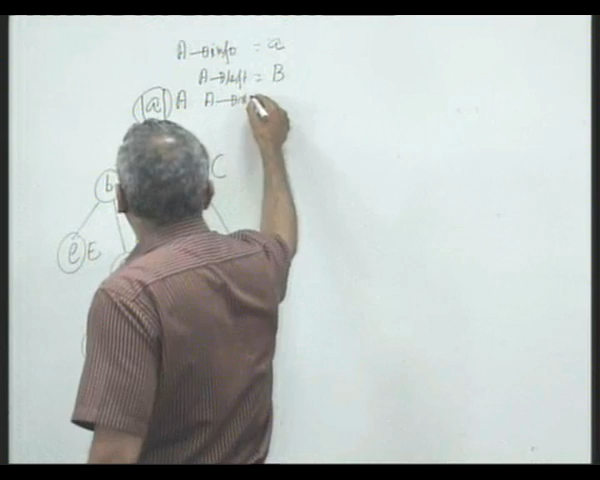 A→info = a
A→left = B
a A A→
b C
e E